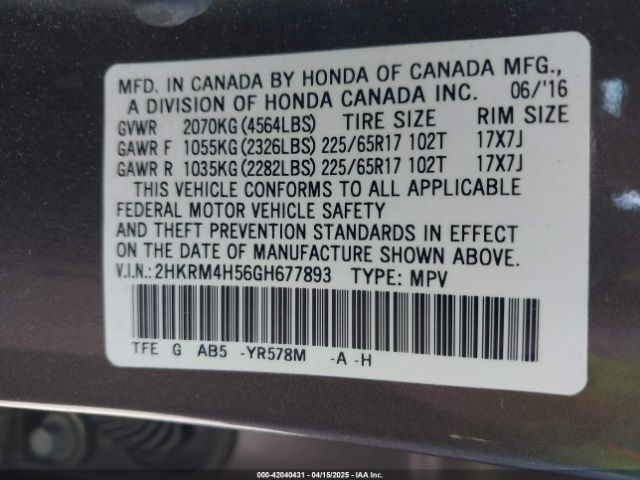 MFD. IN CANADA BY HONDA OF CANADA MFG.,
A DIVISION OF HONDA CANADA INC. 06/'16
GVWR 2070KG(4564LBS) TIRE SIZE RIM SIZE
GAWR F 1055KG(2326LBS) 225/65R17 102T 17X7J
GAWR R 1035KG(2282LBS) 225/65R17 102T 17X7J
THIS VEHICLE CONFORMS TO ALL APPLICABLE
FEDERAL MOTOR VEHICLE SAFETY
AND THEFT PREVENTION STANDARDS IN EFFECT
ON THE DATE OF MANUFACTURE SHOWN ABOVE.
V.I.N.:2HKRM4H56GH677893 TYPE: MPV
TFE G AB5 -YR578M -A -H
000-42040431 - 04/15/2025 - IAA Inc.